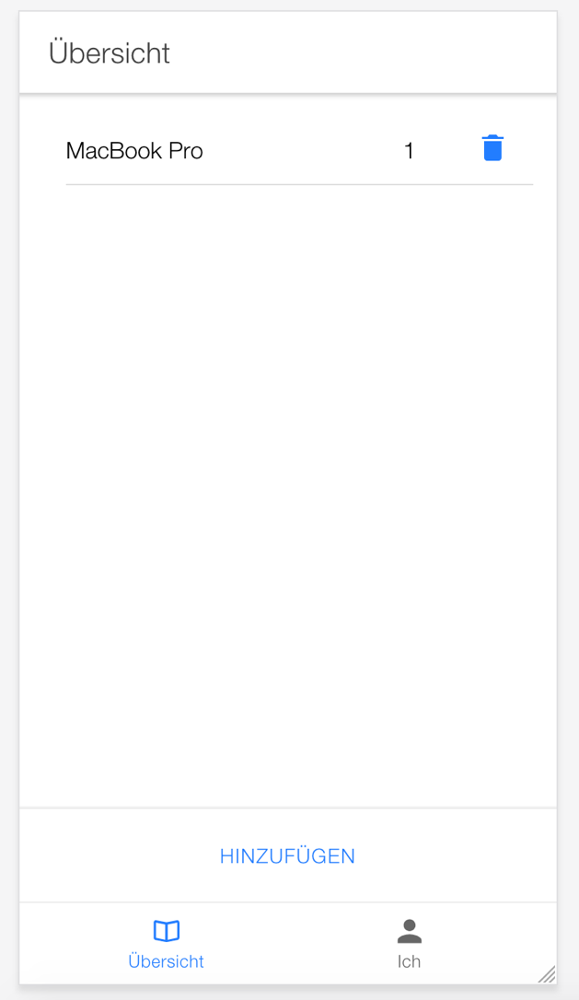 Übersicht
MacBook Pro 1
HINZUFÜGEN
Übersicht Ich